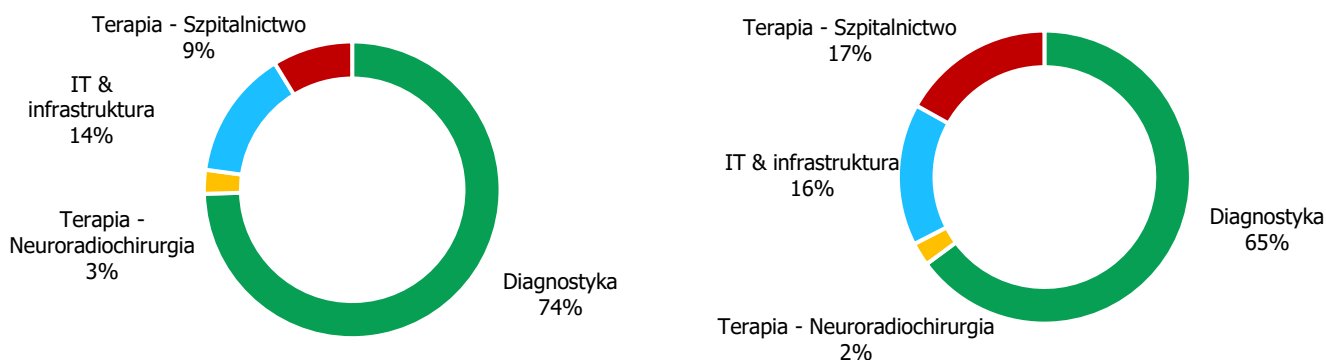 Terapia - Szpitalnictwo
9%
IT &
infrastruktura
14%
Terapia -
Neuroradiochirurgia
3%
Diagnostyka
74%
Terapia - Szpitalnictwo
17%
IT & infrastruktura
16%
Diagnostyka
65%
Terapia - Neuroradiochirurgia
2%